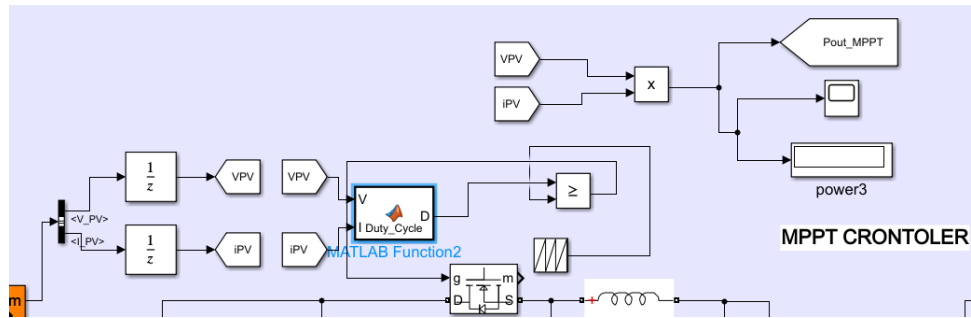 Pout_MPPT
VPV
iPV
x
power3
1
z
VPV
VPV
V
I
D
Duty_Cycle
≥
<V_PV>
<I_PV>
1
z
iPV
iPV
MATLAB Function2
MPPT CRONTOLER
g
m
D
S
m
+